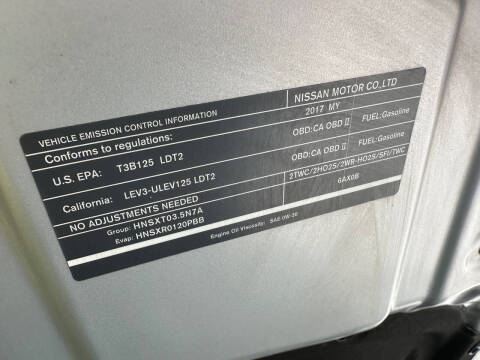 VEHICLE EMISSION CONTROL INFORMATION NISSAN MOTOR CO.,LTD
Conforms to regulations: 2017 MY
U.S. EPA: T3B125 LDT2 OBD:CA OBD II FUEL:Gasoline
California: LEV3-ULEV125 LDT2 OBD:CA OBD II FUEL:Gasoline
NO ADJUSTMENTS NEEDED 2TWC/2HO2S/2WR-HO2S/SFI/TWC
Group: HNSXT03.5N7A 6AX0B
Evap: HNSXR0120PBB
Engine Oil Viscosity: SAE 0W-20